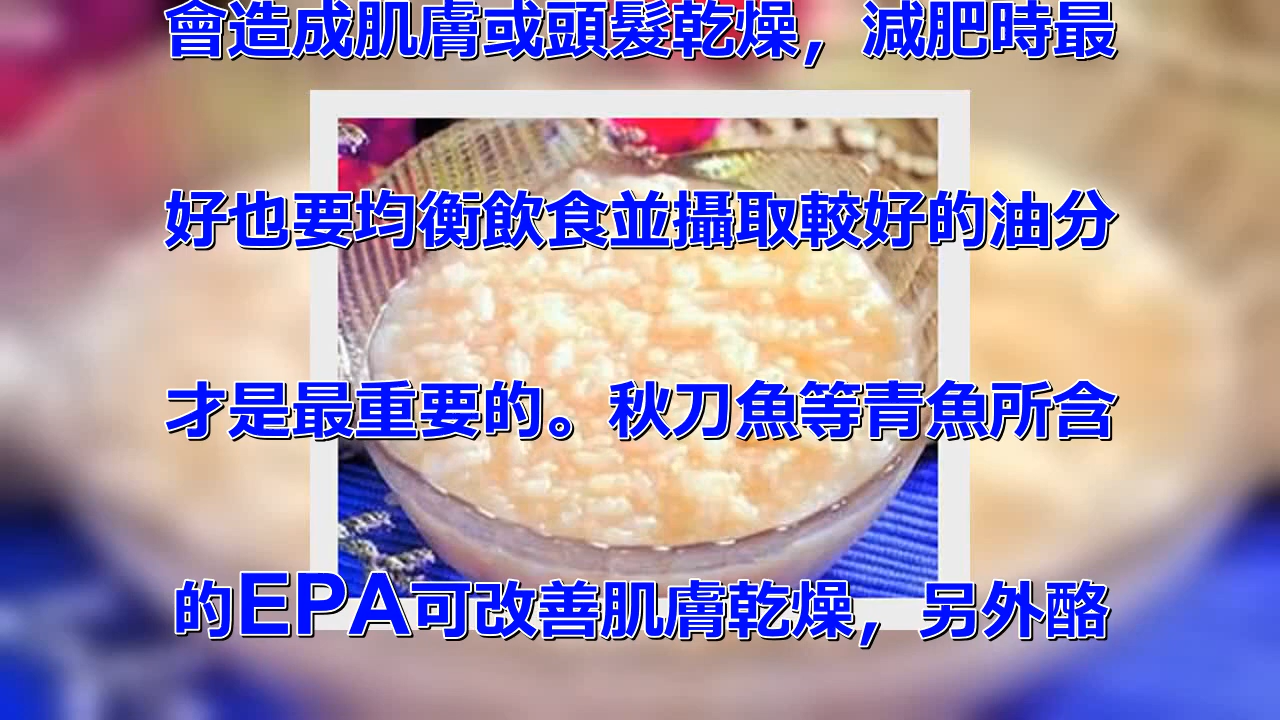 會造成肌膚或頭髮乾燥，減肥時最
好也要均衡飲食並攝取較好的油分
才是最重要的。秋刀魚等青魚所含
的EPA可改善肌膚乾燥，另外酪